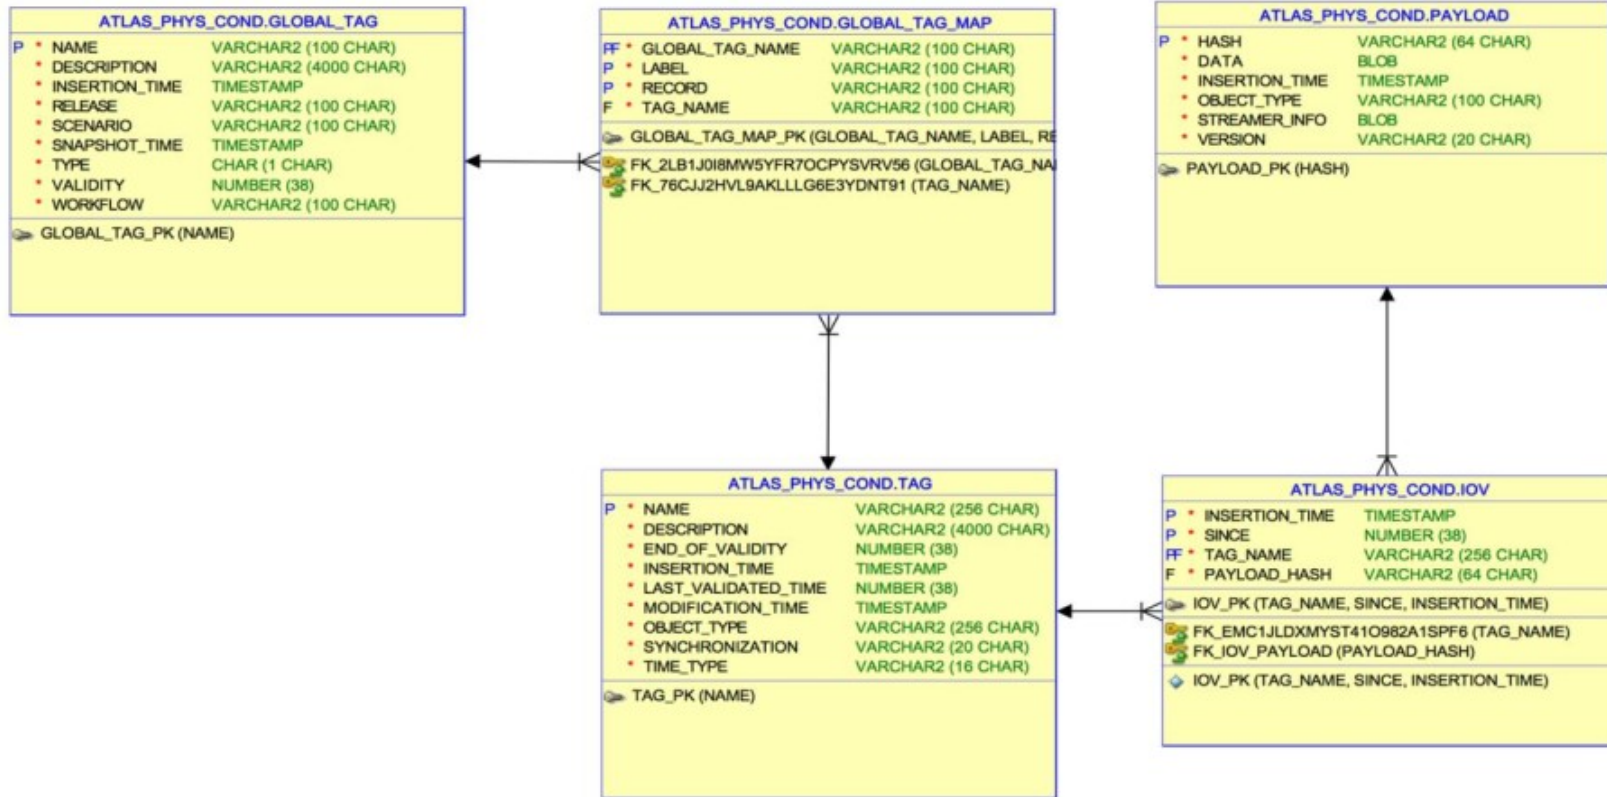 ATLAS_PHYS_COND.GLOBAL_TAG
P * NAME VARCHAR2 (100 CHAR)
* DESCRIPTION VARCHAR2 (4000 CHAR)
* INSERTION_TIME TIMESTAMP
* RELEASE VARCHAR2 (100 CHAR)
* SCENARIO VARCHAR2 (100 CHAR)
* SNAPSHOT_TIME TIMESTAMP
* TYPE CHAR (1 CHAR)
* VALIDITY NUMBER (38)
* WORKFLOW VARCHAR2 (100 CHAR)
GLOBAL_TAG_PK (NAME)
ATLAS_PHYS_COND.GLOBAL_TAG_MAP
PF * GLOBAL_TAG_NAME VARCHAR2 (100 CHAR)
P * LABEL VARCHAR2 (100 CHAR)
P * RECORD VARCHAR2 (100 CHAR)
F * TAG_NAME VARCHAR2 (100 CHAR)
GLOBAL_TAG_MAP_PK (GLOBAL_TAG_NAME, LABEL, RE
FK_2LB1J0I8MW5YFR7OCPYSVRV56 (GLOBAL_TAG_NA
FK_76CJJ2HVL9AKLLLG6E3YDNT91 (TAG_NAME)
ATLAS_PHYS_COND.PAYLOAD
P * HASH VARCHAR2 (64 CHAR)
* DATA BLOB
* INSERTION_TIME TIMESTAMP
* OBJECT_TYPE VARCHAR2 (100 CHAR)
* STREAMER_INFO BLOB
* VERSION VARCHAR2 (20 CHAR)
PAYLOAD_PK (HASH)
ATLAS_PHYS_COND.TAG
P * NAME VARCHAR2 (256 CHAR)
* DESCRIPTION VARCHAR2 (4000 CHAR)
* END_OF_VALIDITY NUMBER (38)
* INSERTION_TIME TIMESTAMP
* LAST_VALIDATED_TIME NUMBER (38)
* MODIFICATION_TIME TIMESTAMP
* OBJECT_TYPE VARCHAR2 (256 CHAR)
* SYNCHRONIZATION VARCHAR2 (20 CHAR)
* TIME_TYPE VARCHAR2 (16 CHAR)
TAG_PK (NAME)
ATLAS_PHYS_COND.IOV
P * INSERTION_TIME TIMESTAMP
P * SINCE NUMBER (38)
PF * TAG_NAME VARCHAR2 (256 CHAR)
F * PAYLOAD_HASH VARCHAR2 (64 CHAR)
IOV_PK (TAG_NAME, SINCE, INSERTION_TIME)
FK_EMC1JLDXMYST41O982A1SPF6 (TAG_NAME)
FK_IOV_PAYLOAD (PAYLOAD_HASH)
IOV_PK (TAG_NAME, SINCE, INSERTION_TIME)